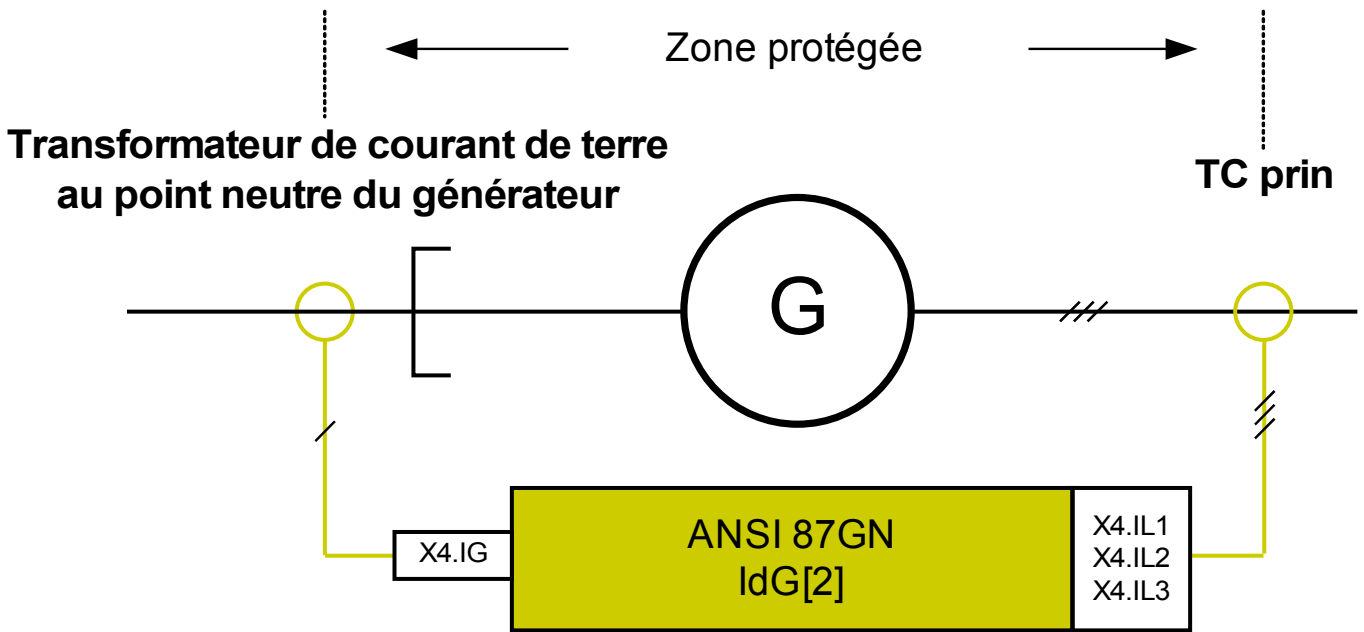 Zone protégée
Transformateur de courant de terre
au point neutre du générateur
TC prin
G
X4.IG
ANSI 87GN
IdG[2]
X4.IL1
X4.IL2
X4.IL3